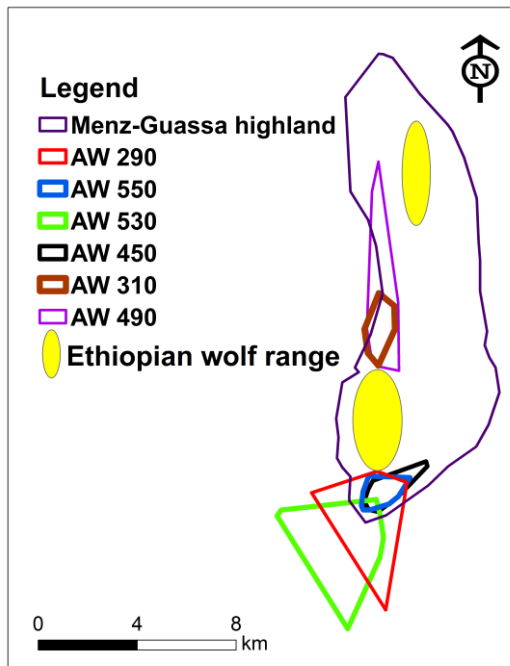 N
Legend
Menz-Guassa highland
AW 290
AW 550
AW 530
AW 450
AW 310
AW 490
Ethiopian wolf range
0 4 8
km